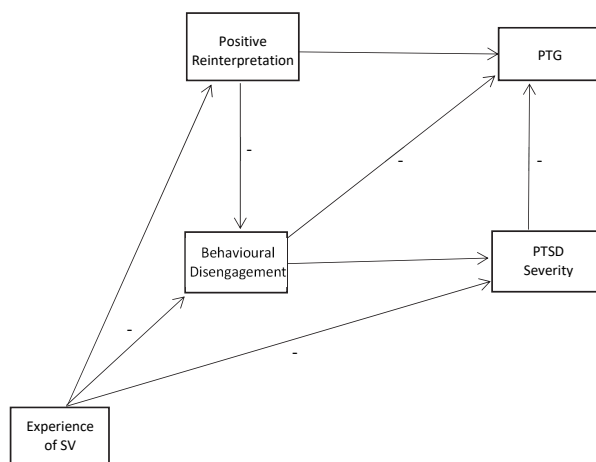 Positive
Reinterpretation
PTG
-
-
-
Behavioural
Disengagement
PTSD
Severity
-
-
Experience
of SV